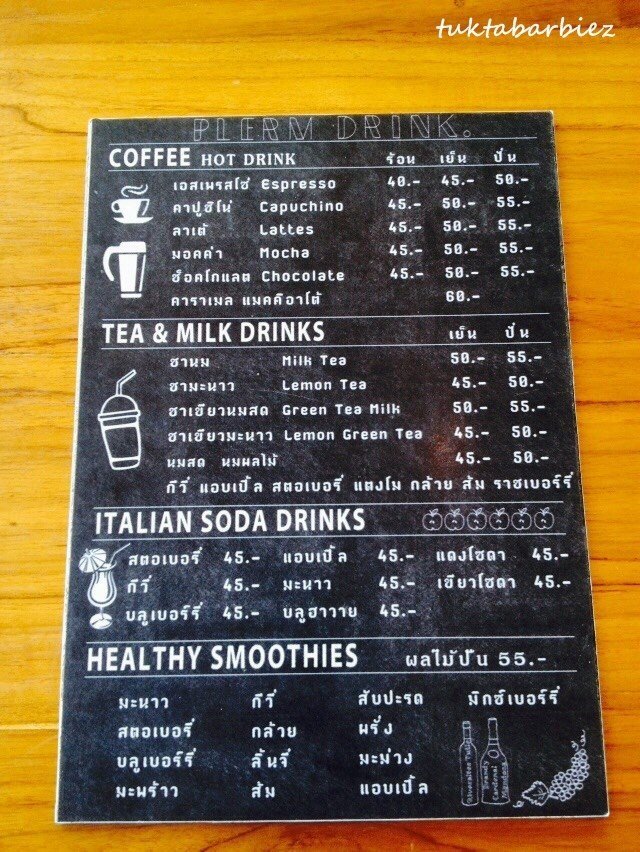 tuktabarbiez
PLERM DRINK.
COFFEE HOT DRINK ร้อน เย็น ปั่น
เอสเพรสโซ่ Espresso 40.- 45.- 50.-
คาปูชิโน่ Capuchino 45.- 50.- 55.-
ลาเต้ Lattes 45.- 50.- 55.-
มอคค่า Mocha 45.- 50.- 55.-
ช็อคโกแลต Chocolate 45.- 50.- 55.-
คาราเมล แมคคีอาโต้ 60.-
TEA & MILK DRINKS เย็น ปั่น
ชานม Milk Tea 50.- 55.-
ชามะนาว Lemon Tea 45.- 50.-
ชาเขียวนมสด Green Tea Milk 50.- 55.-
ชาเขียวมะนาว Lemon Green Tea 45.- 50.-
นมสด นมผลไม้ 45.- 50.-
กีวี่ แอบเปิ้ล สตอเบอรี่ แตงโม กล้วย ส้ม ราชเบอร์รี่
ITALIAN SODA DRINKS
สตอเบอรี่ 45.- แอบเปิ้ล 45.- แดงโซดา 45.-
กีวี่ 45.- มะนาว 45.- เขียวโซดา 45.-
บลูเบอร์รี่ 45.- บลูฮาวาย 45.-
HEALTHY SMOOTHIES ผลไม้ปั่น 55.-
มะนาว กีวี่ สับปะรด มิกซ์เบอร์รี่
สตอเบอรี่ กล้วย ฝรั่ง
บลูเบอร์รี่ ลิ้นจี่ มะม่วง
มะพร้าว ส้ม แอบเปิ้ล
Brandy
Cardenal